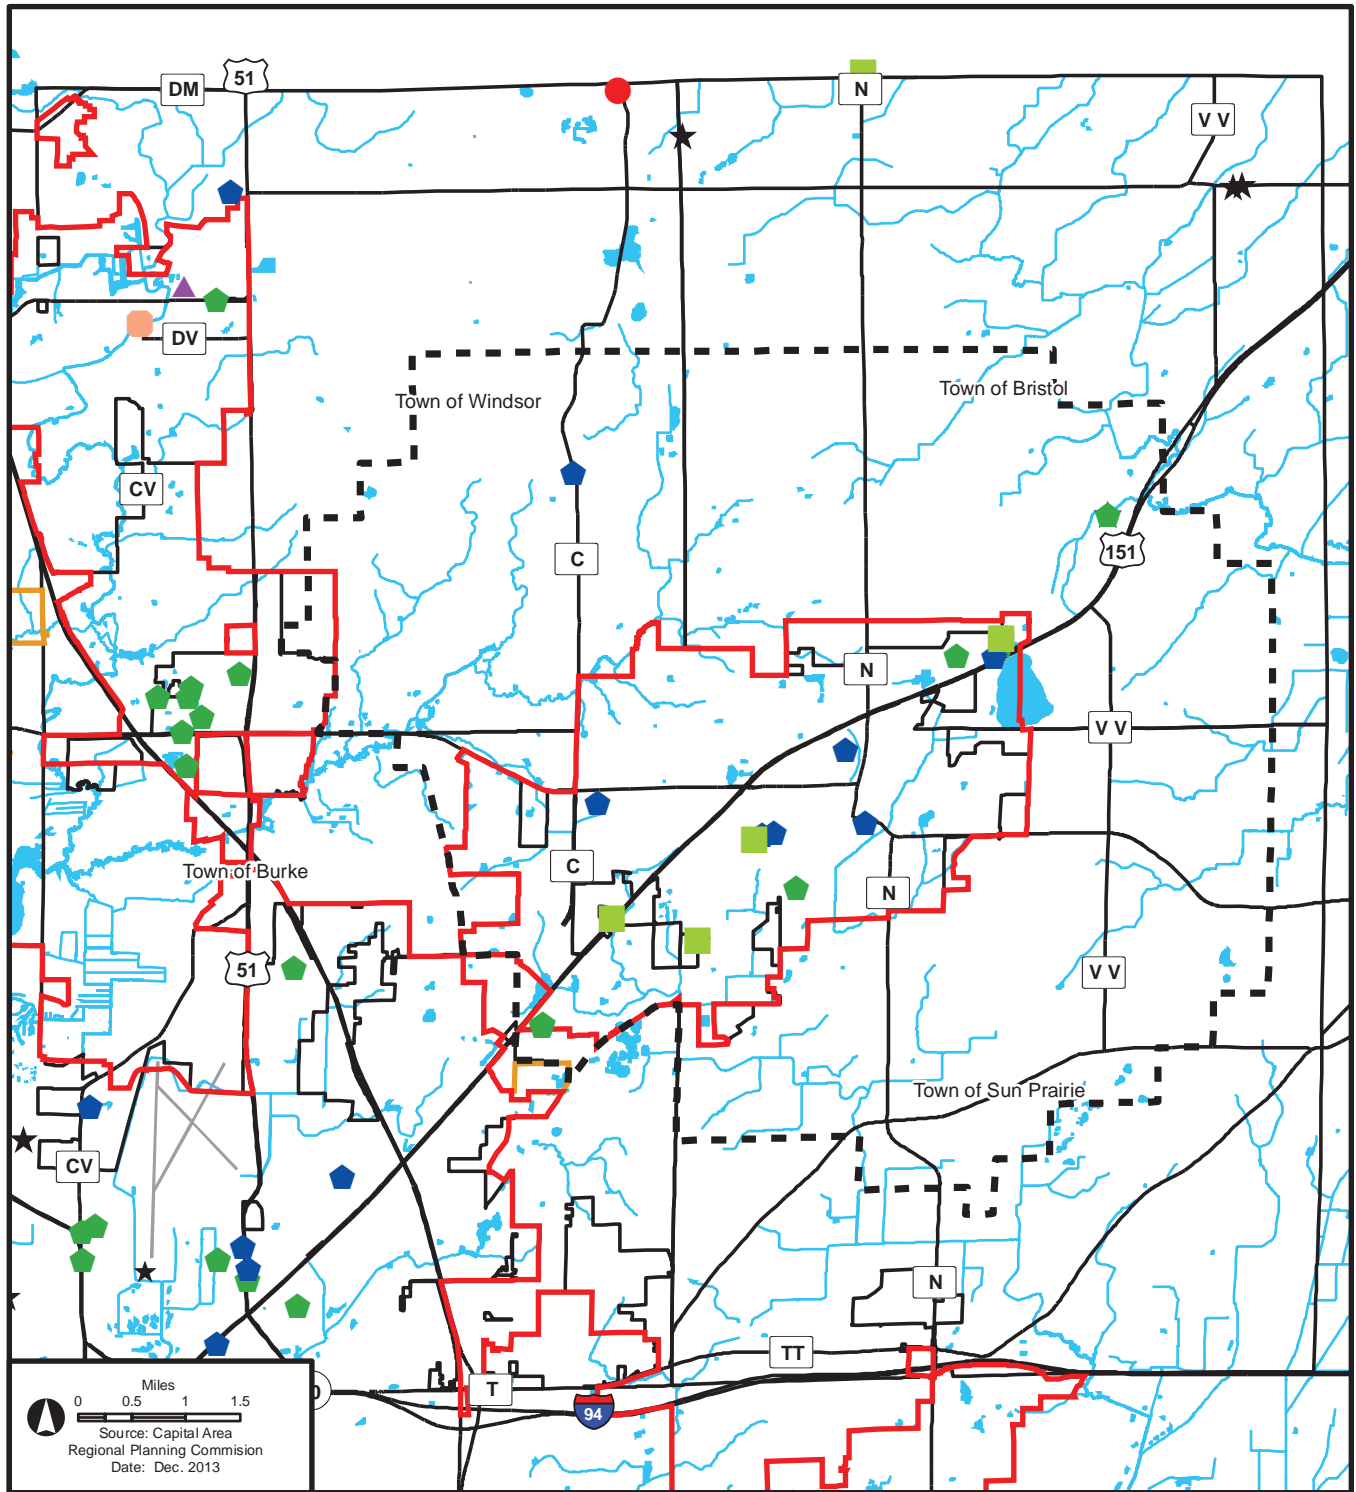 DM
51
N
V V
DV
Town of Windsor
Town of Bristol
CV
C
151
N
V V
C
Town of Burke
N
51
V V
Town of Sun Prairie
CV
N
TT
T
94
Miles
0 0.5 1 1.5
Source: Capital Area
Regional Planning Commision
Date: Dec. 2013